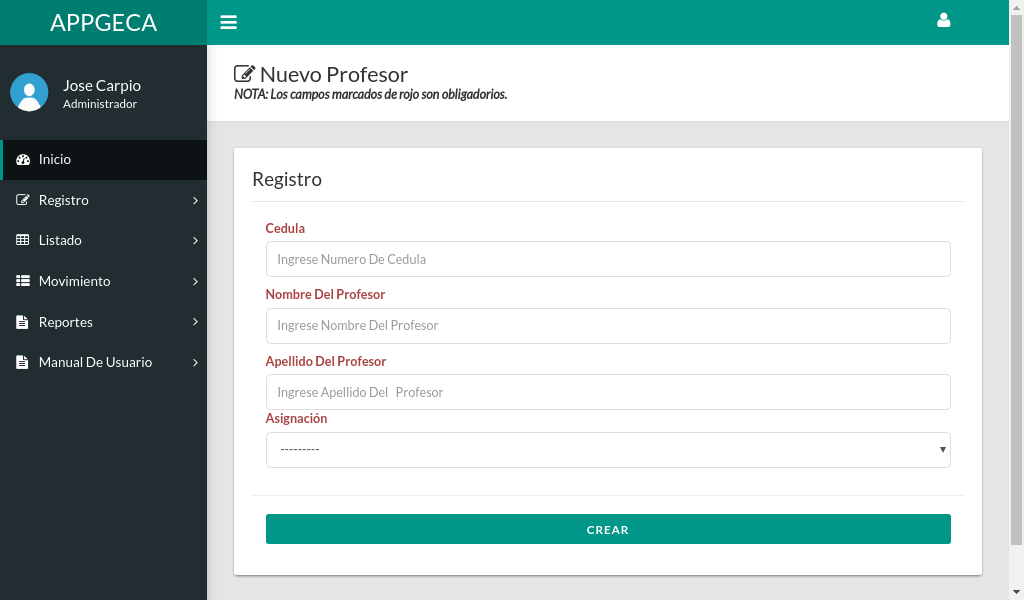 APPGECA
Jose Carpio
Administrador
Inicio
Registro
Listado
Movimiento
Reportes
Manual De Usuario
Nuevo Profesor
NOTA: Los campos marcados de rojo son obligadorios.
Registro
Cedula
Ingrese Numero De Cedula
Nombre Del Profesor
Ingrese Nombre Del Profesor
Apellido Del Profesor
Ingrese Apellido Del Profesor
Asignación
---------
CREAR